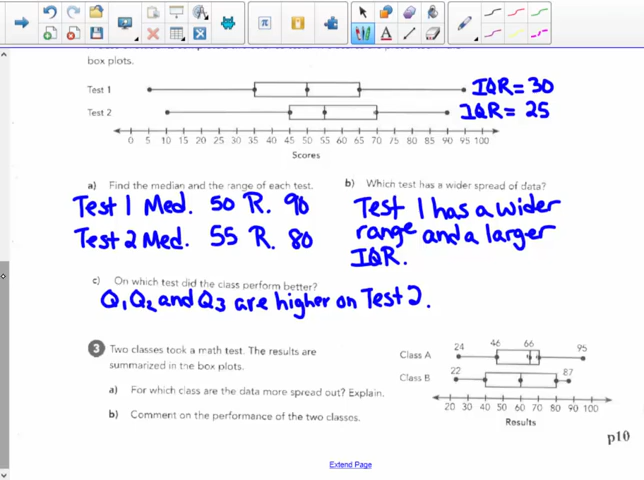 box plots.
Test 1
IQR = 30
Test 2
IQR = 25
0 5 10 15 20 25 30 35 40 45 50 55 60 65 70 75 80 85 90 95 100
Scores
a) Find the median and the range of each test.
Test 1 Med. 50 R. 90
Test 2 Med. 55 R. 80
b) Which test has a wider spread of data?
Test 1 has a wider
range and a larger
IQR.
c) On which test did the class perform better?
Q1 Q2 and Q3 are higher on Test 2.
3 Two classes took a math test. The results are
summarized in the box plots.
a) For which class are the data more spread out? Explain.
b) Comment on the performance of the two classes.
24 46 66 95
Class A
22 87
Class B
20 30 40 50 60 70 80 90 100
Results
p10
Extend Page